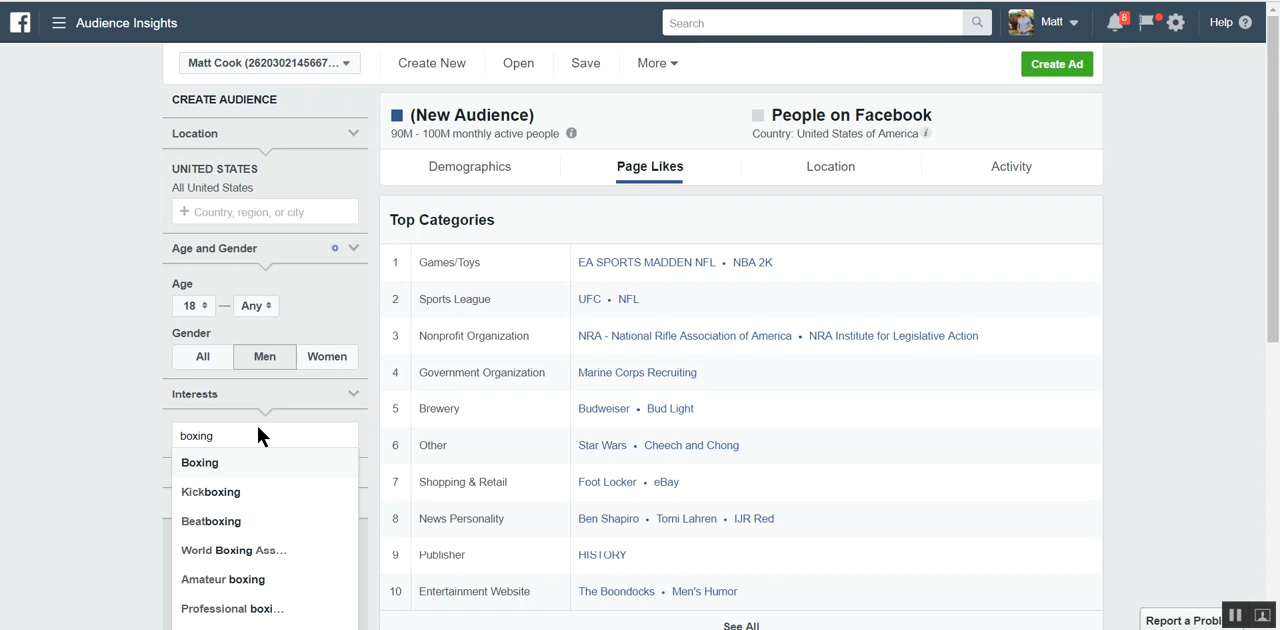 f Audience Insights Search Matt 8 Help ?
Matt Cook (2620302145667... Create New Open Save More Create Ad
CREATE AUDIENCE
Location
UNITED STATES
All United States
+ Country, region, or city
Age and Gender
Age
18 — Any
Gender
All Men Women
Interests
boxing
Boxing
Kickboxing
Beatboxing
World Boxing Ass...
Amateur boxing
Professional boxi...
(New Audience)
90M - 100M monthly active people i
People on Facebook
Country: United States of America i
Demographics Page Likes Location Activity
Top Categories
1 Games/Toys EA SPORTS MADDEN NFL • NBA 2K
2 Sports League UFC • NFL
3 Nonprofit Organization NRA - National Rifle Association of America • NRA Institute for Legislative Action
4 Government Organization Marine Corps Recruiting
5 Brewery Budweiser • Bud Light
6 Other Star Wars • Cheech and Chong
7 Shopping & Retail Foot Locker • eBay
8 News Personality Ben Shapiro • Tomi Lahren • IJR Red
9 Publisher HISTORY
10 Entertainment Website The Boondocks • Men's Humor
See All
Report a Probl